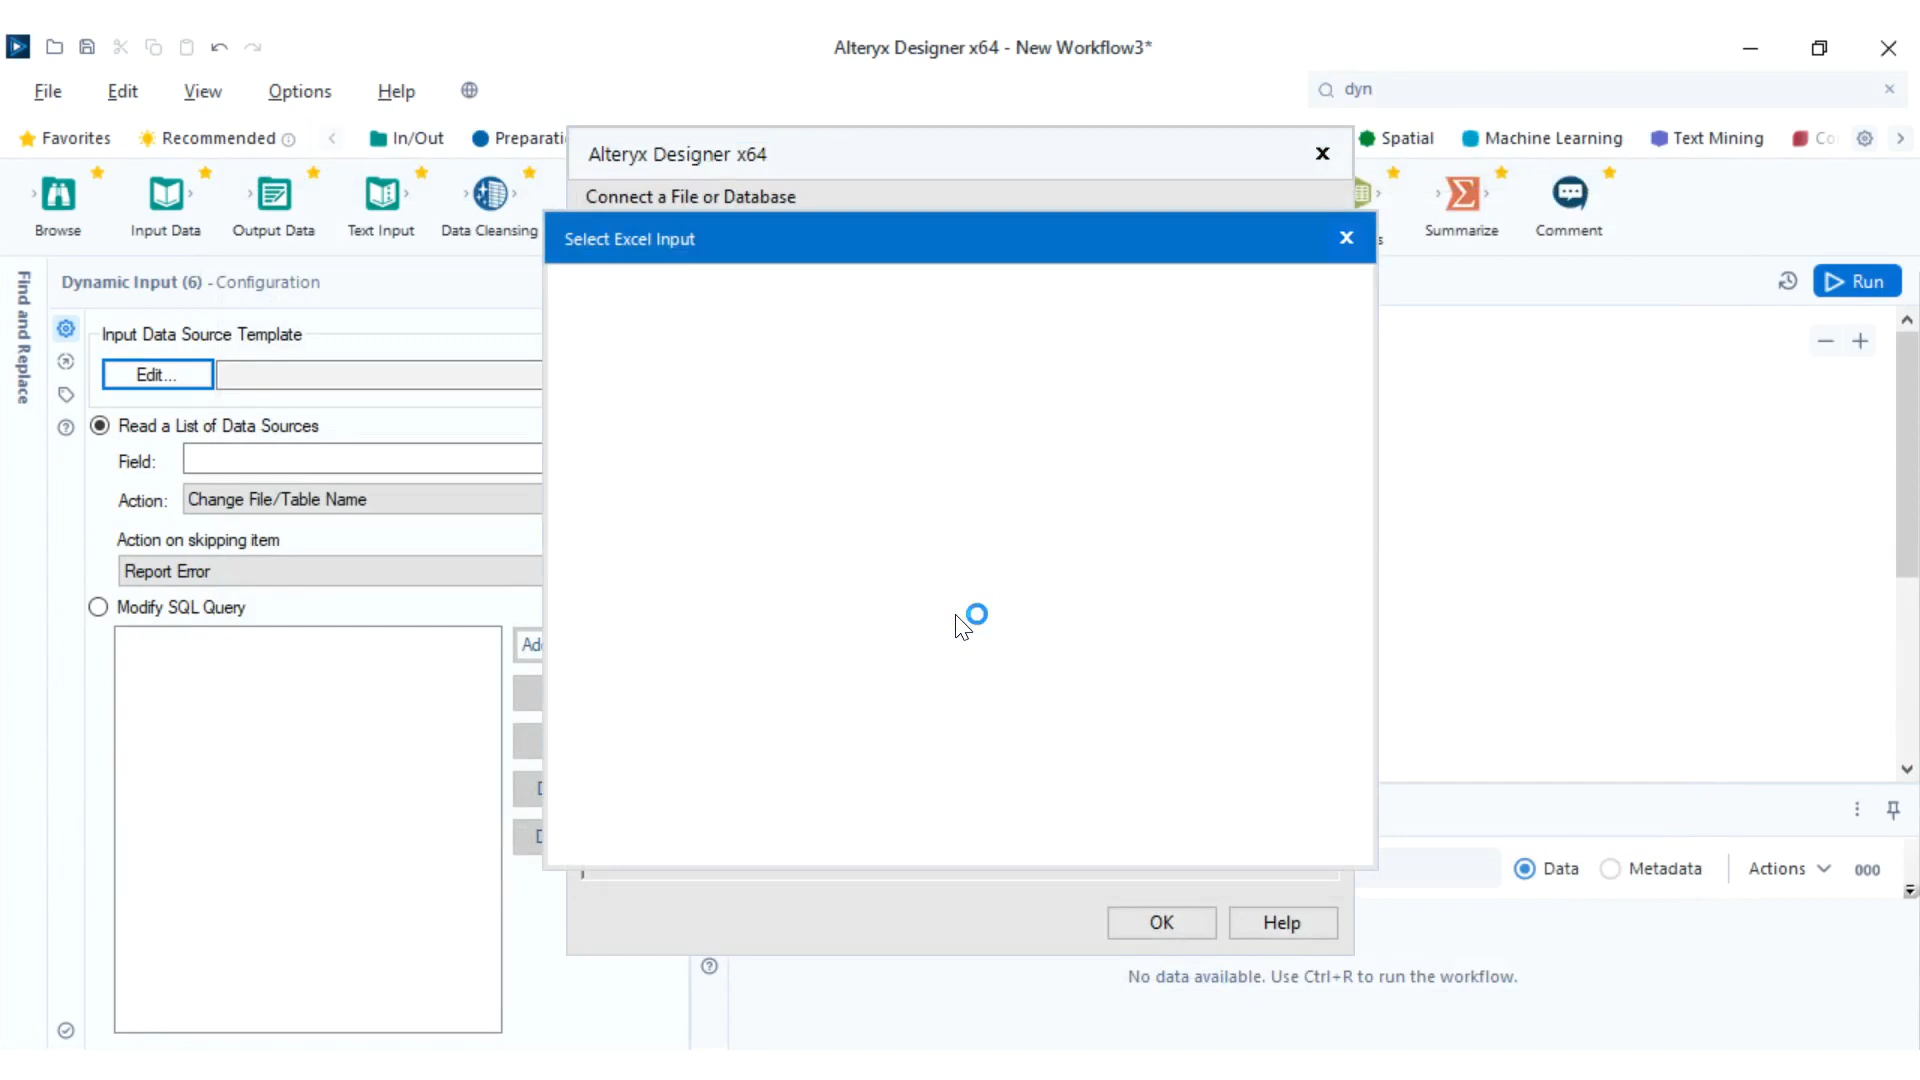 Alteryx Designer x64 - New Workflow3*
File Edit View Options Help
dyn
Favorites Recommended In/Out Spatial Machine Learning Text Mining
Browse Input Data Output Data Text Input Data Cleansing Summarize Comment
Alteryx Designer x64
Connect a File or Database
Select Excel Input
Find and Replace
Dynamic Input (6) - Configuration
Run
Input Data Source Template
Edit...
Read a List of Data Sources
Field:
Action: Change File/Table Name
Action on skipping item
Report Error
Modify SQL Query
Data Metadata Actions 000
OK Help
No data available. Use Ctrl+R to run the workflow.